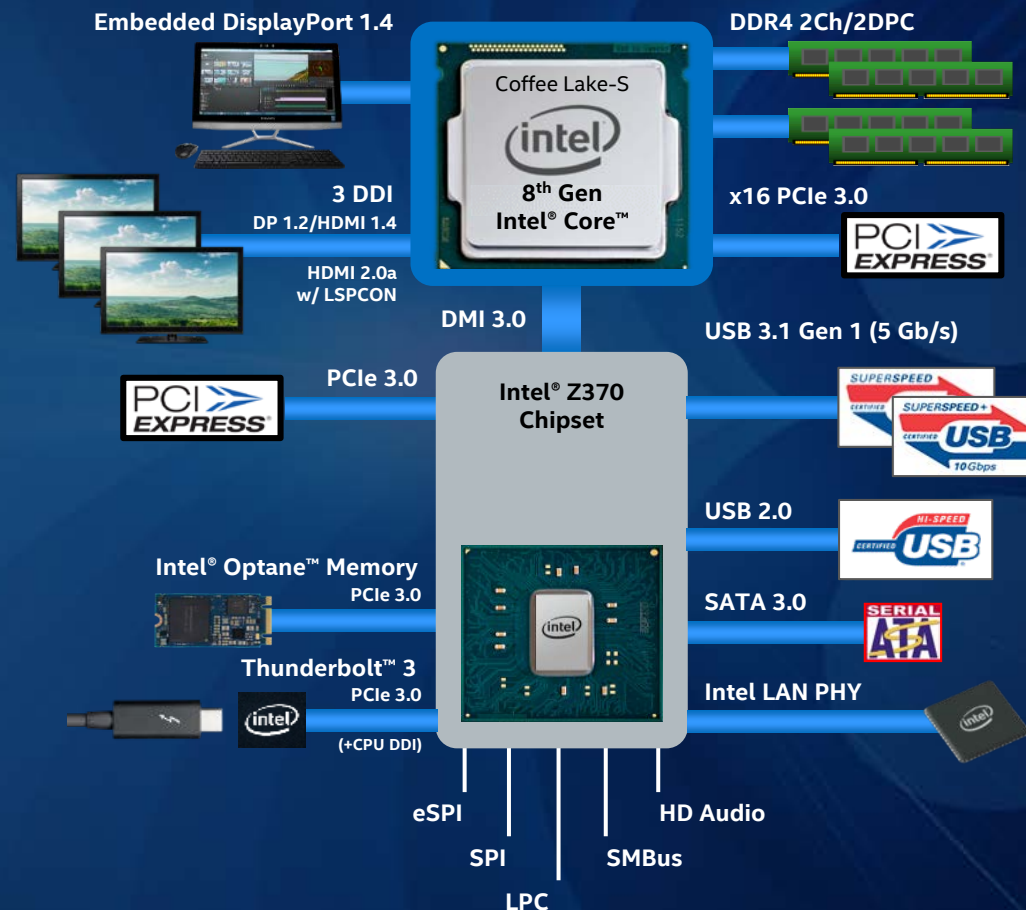 Embedded DisplayPort 1.4
DDR4 2Ch/2DPC
Coffee Lake-S
intel
8th Gen
Intel® Core™
3 DDI
DP 1.2/HDMI 1.4
HDMI 2.0a
w/ LSPCON
x16 PCIe 3.0
PCI
EXPRESS®
DMI 3.0
USB 3.1 Gen 1 (5 Gb/s)
PCIe 3.0
PCI
EXPRESS®
Intel® Z370
Chipset
SUPERSPEED
CERTIFIED
SUPERSPEED+
CERTIFIED USB
10Gbps
USB 2.0
HI-SPEED
CERTIFIED USB
Intel® Optane™ Memory
PCIe 3.0
SATA 3.0
SERIAL
ATA
intel
Thunderbolt™ 3
PCIe 3.0
(+CPU DDI)
intel
Intel LAN PHY
intel
eSPI
HD Audio
SPI
SMBus
LPC